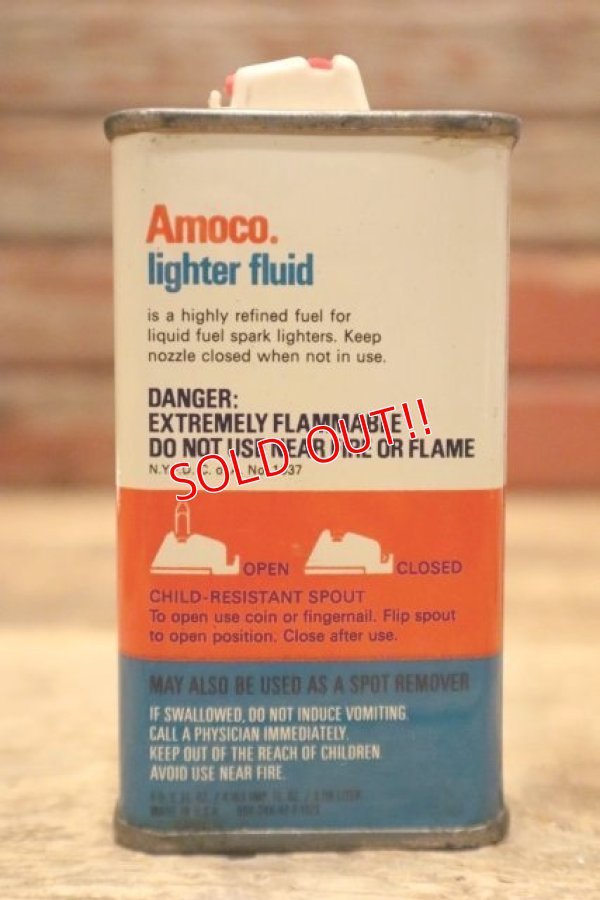 Amoco.
lighter fluid
is a highly refined fuel for
liquid fuel spark lighters. Keep
nozzle closed when not in use.
DANGER:
EXTREMELY FLAMMABLE
DO NOT USE NEAR FIRE OR FLAME
SOLD OUT!!
OPEN CLOSED
CHILD-RESISTANT SPOUT
To open use coin or fingernail. Flip spout
to open position. Close after use.
MAY ALSO BE USED AS A SPOT REMOVER
IF SWALLOWED, DO NOT INDUCE VOMITING.
CALL A PHYSICIAN IMMEDIATELY.
KEEP OUT OF THE REACH OF CHILDREN
AVOID USE NEAR FIRE.
MADE IN U.S.A.